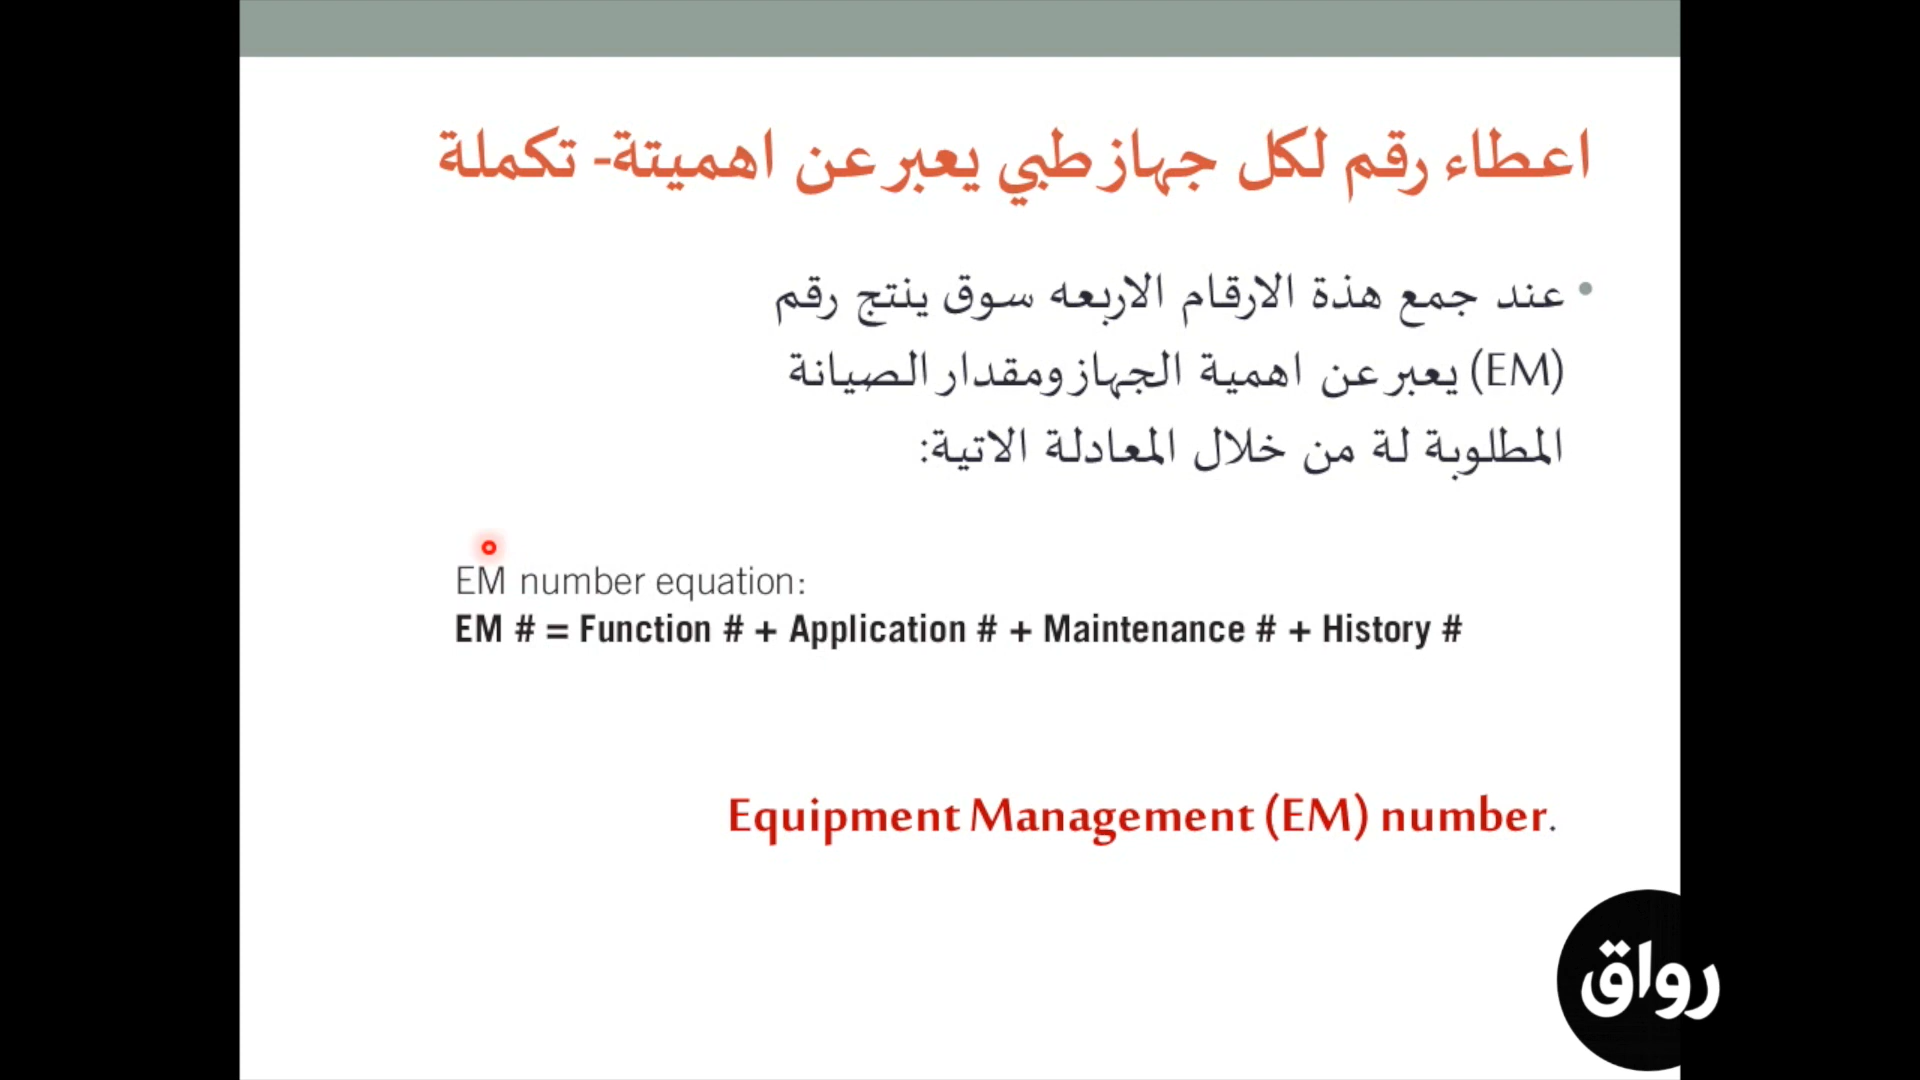 اعطاء رقم لكل جهاز طبي يعبر عن اهميتة- تكملة
• عند جمع هذة الارقام الاربعه سوق ينتج رقم
(EM) يعبر عن اهمية الجهاز ومقدار الصيانة
المطلوبة لة من خلال المعادلة الاتية:
EM number equation:
EM # = Function # + Application # + Maintenance # + History #
Equipment Management (EM) number.
رواق